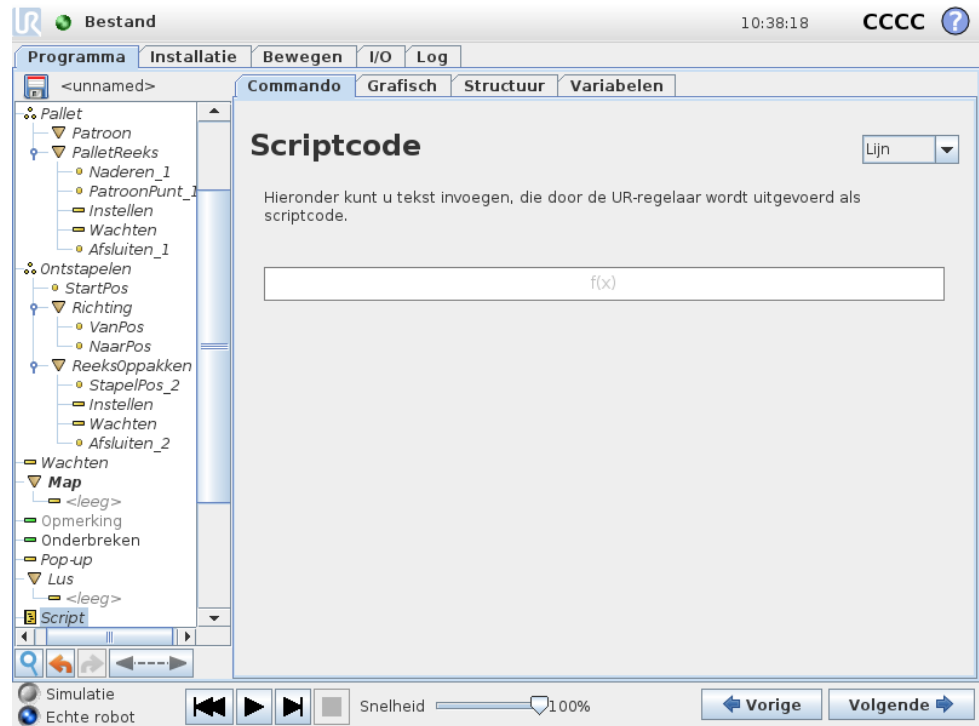 UR Bestand 10:38:18 CCCC ?
Programma Installatie Bewegen I/O Log
<unnamed>
Commando Grafisch Structuur Variabelen
Pallet
Patroon
PalletReeks
Naderen_1
PatroonPunt_1
Instellen
Wachten
Afsluiten_1
Ontstapelen
StartPos
Richting
VanPos
NaarPos
ReeksOppakken
StapelPos_2
Instellen
Wachten
Afsluiten_2
Wachten
Map
<leeg>
Opmerking
Onderbreken
Pop-up
Lus
<leeg>
Script
Scriptcode
Lijn
Hieronder kunt u tekst invoegen, die door de UR-regelaar wordt uitgevoerd als
scriptcode.
f(x)
Simulatie
Echte robot
Snelheid 100%
Vorige Volgende